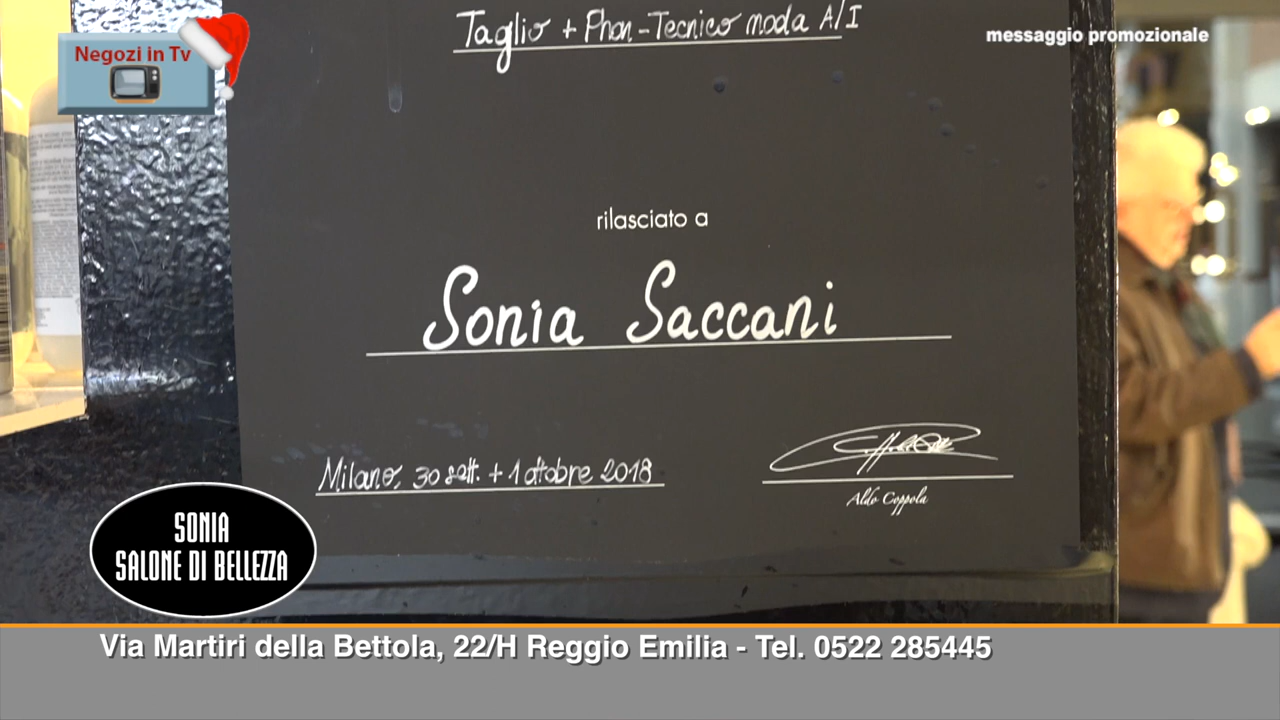 Taglio + Phon-Tecnico moda A/I
messaggio promozionale
Negozi in Tv
rilasciato a
Sonia Saccani
Milano, 30 sett. + 1 ottobre 2018
Aldo Coppola
SONIA
SALONE DI BELLEZZA
Via Martiri della Bettola, 22/H Reggio Emilia - Tel. 0522 285445